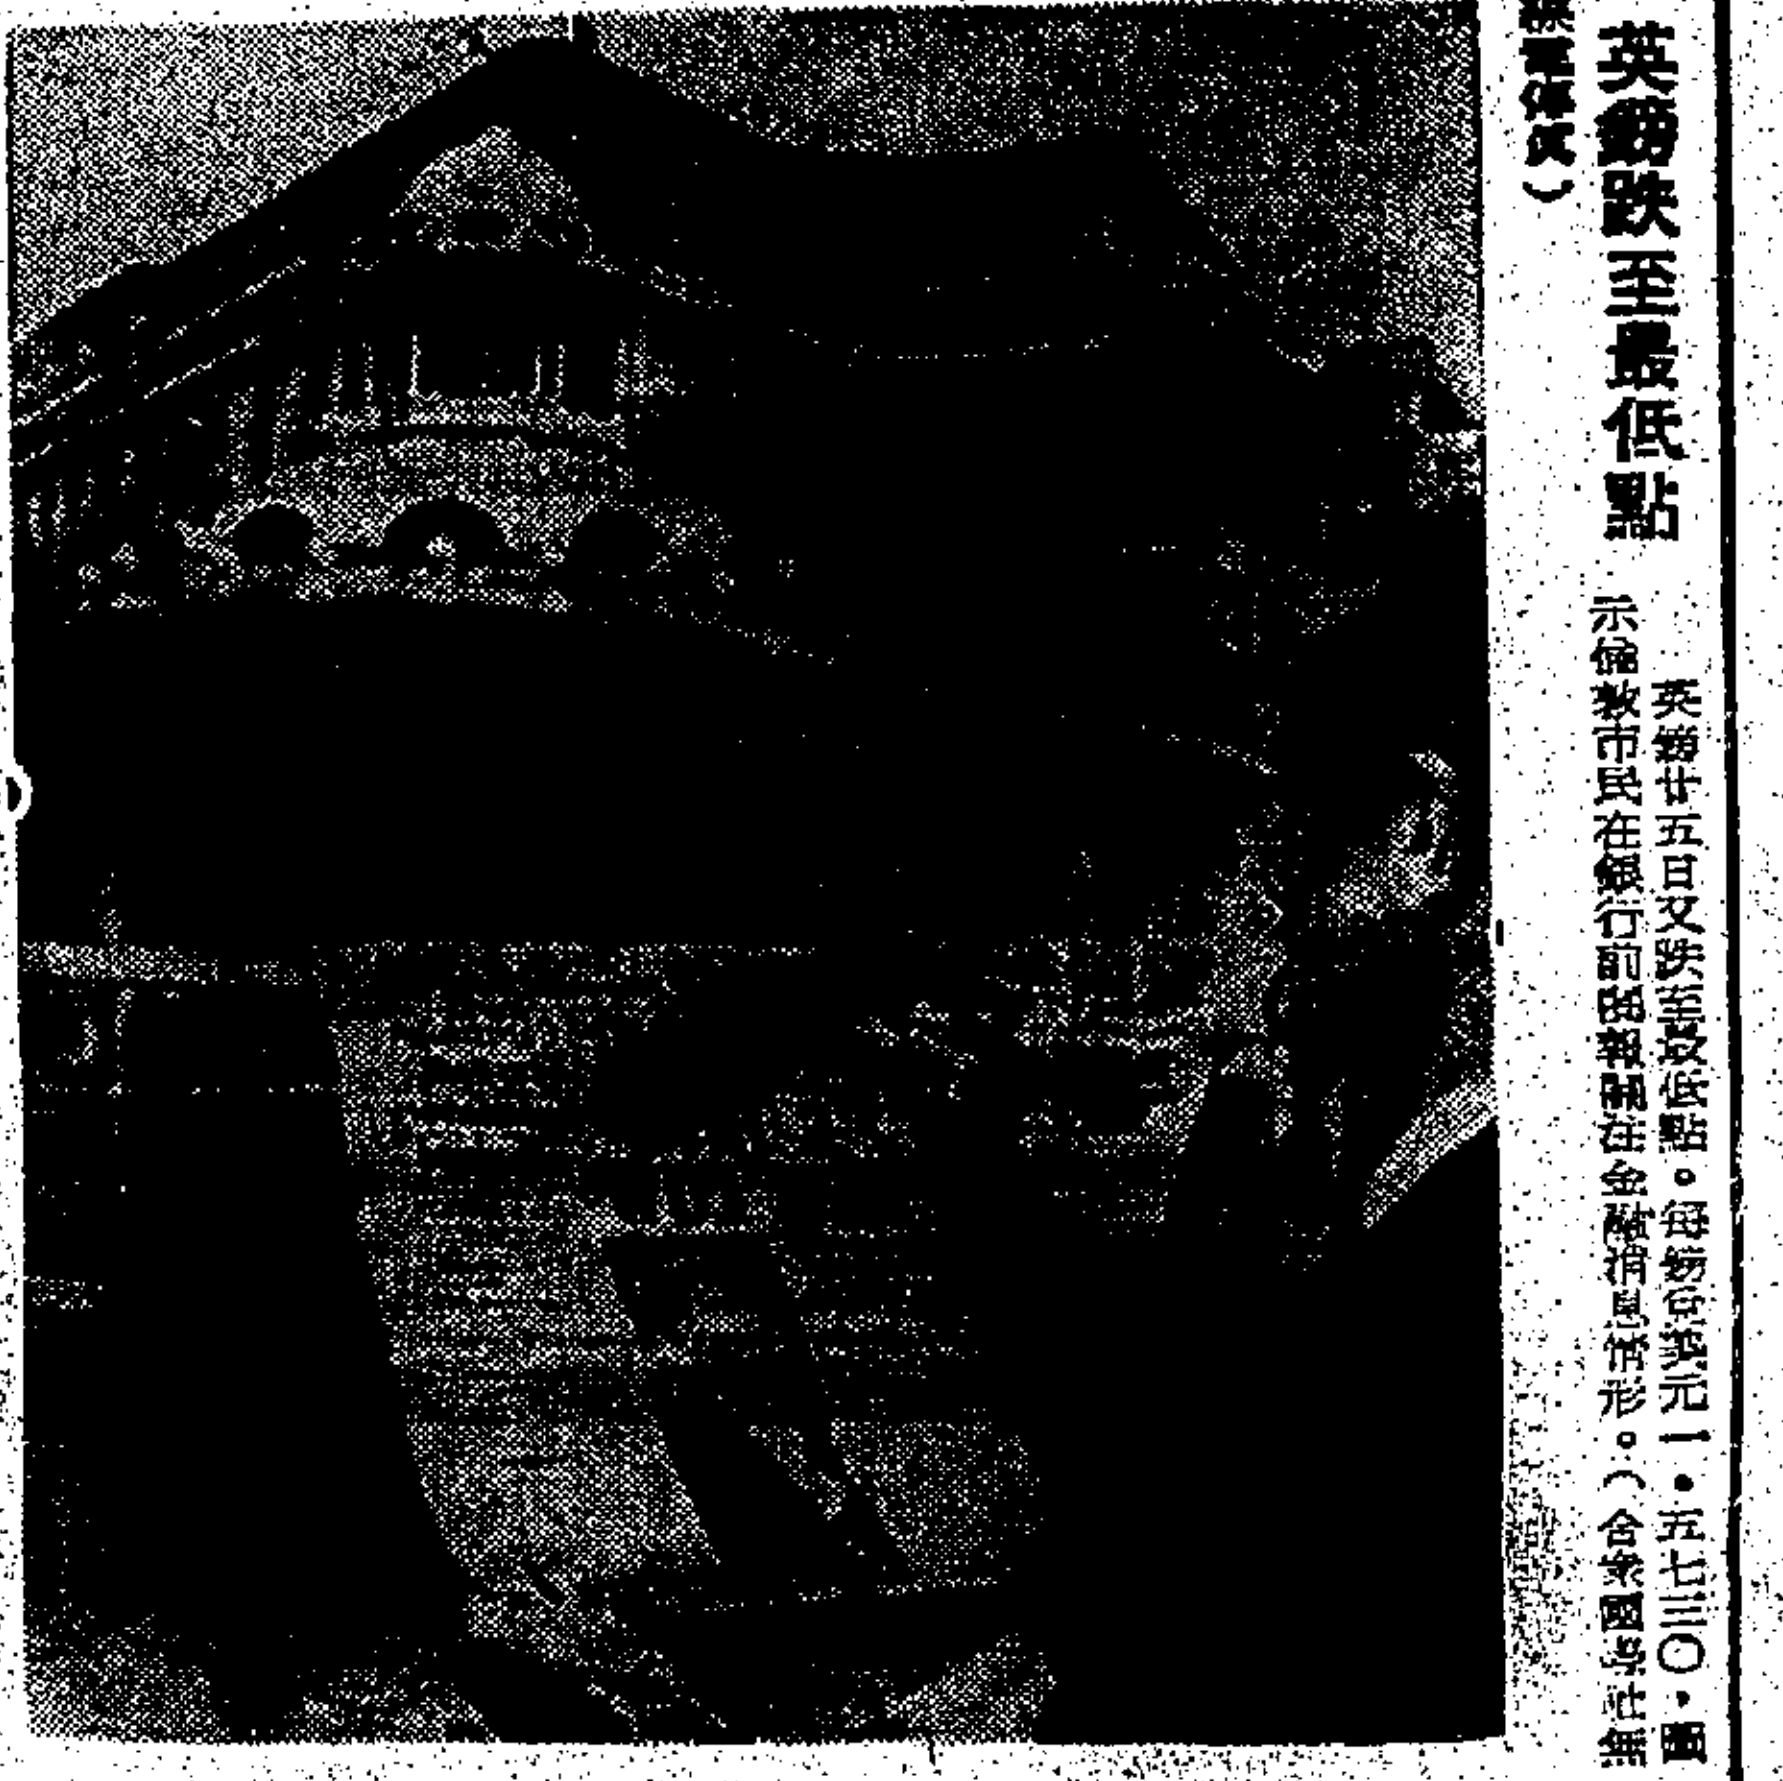 英鎊跌至最低點
英鎊廿五日又跌至最低點。每鎊兌美元一•五七三〇,圖
示倫敦市民在銀行前閱報關注金融消息情形。(合衆國際社無
線電傳真)